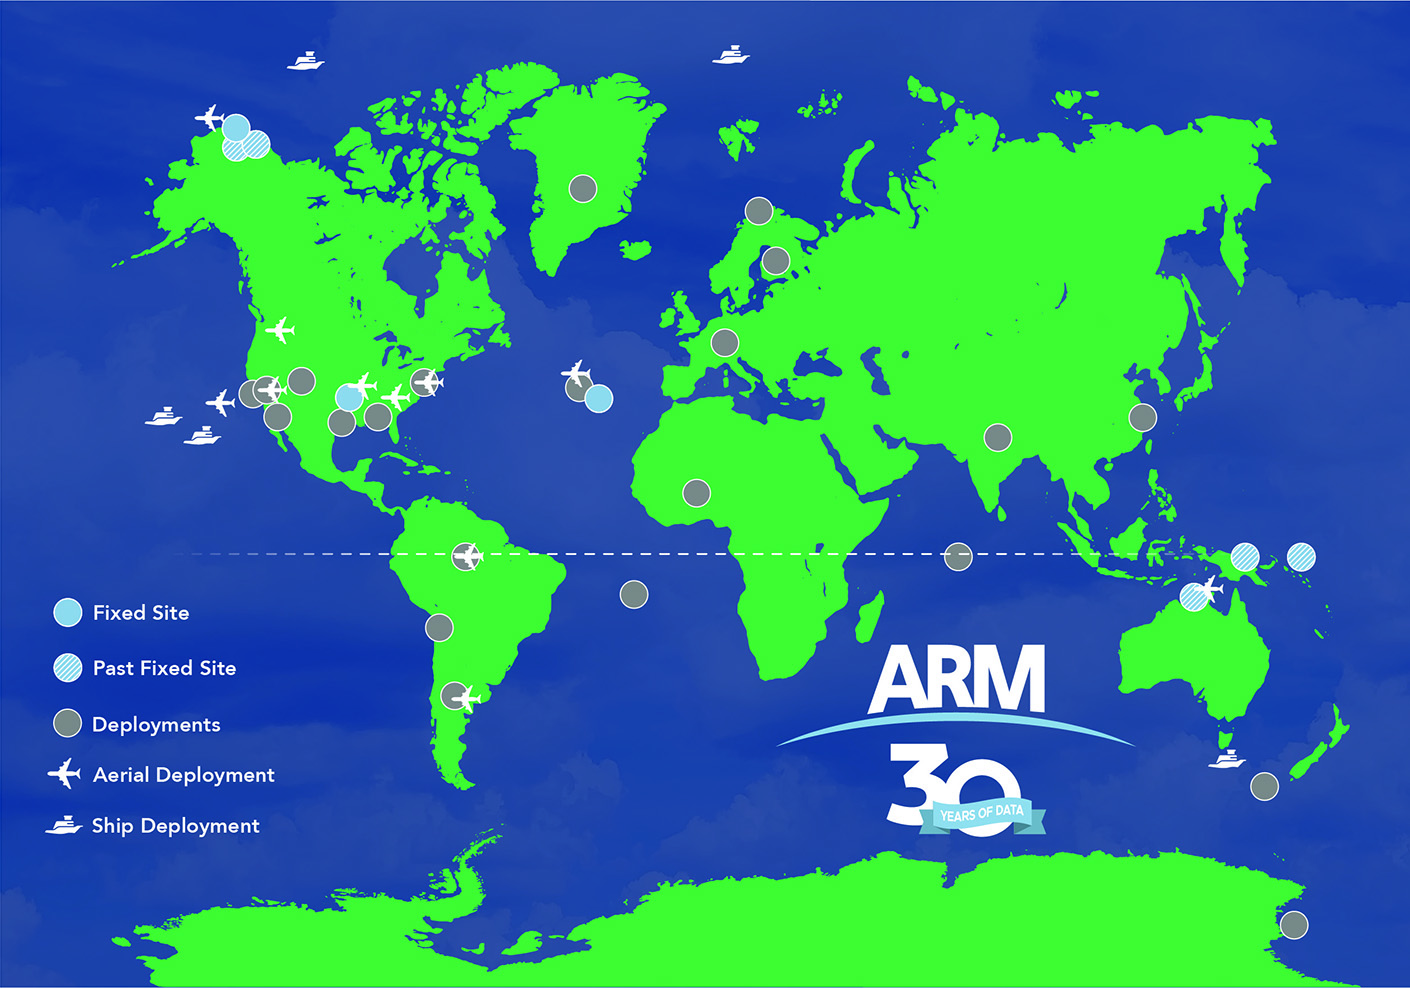 Fixed Site
Past Fixed Site
Deployments
Aerial Deployment
Ship Deployment
ARM
30
YEARS OF DATA